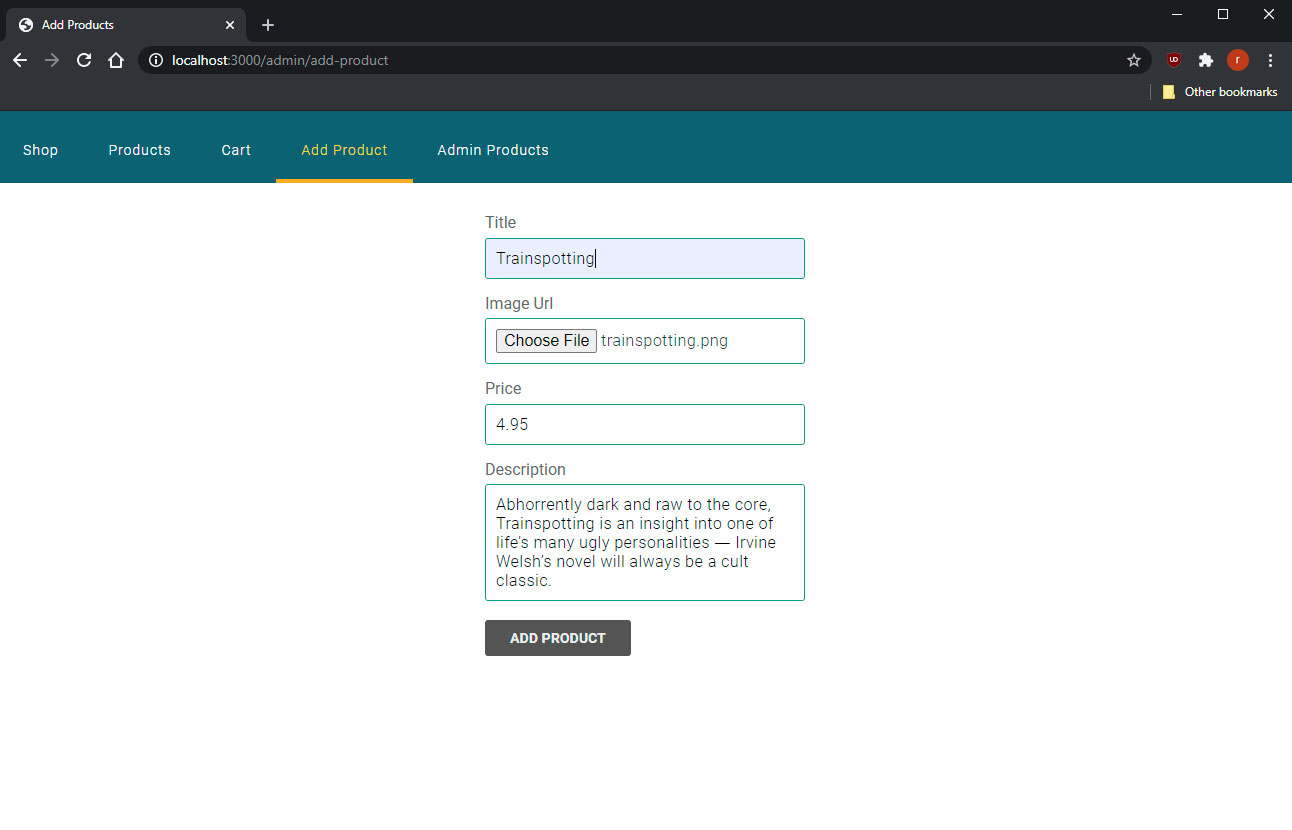 Add Products
localhost:3000/admin/add-product
r
Other bookmarks
Shop Products Cart Add Product Admin Products
Title
Trainspotting
Image Url
Choose File trainspotting.png
Price
4.95
Description
Abhorrently dark and raw to the core,
Trainspotting is an insight into one of
life’s many ugly personalities — Irvine
Welsh’s novel will always be a cult
classic.
ADD PRODUCT